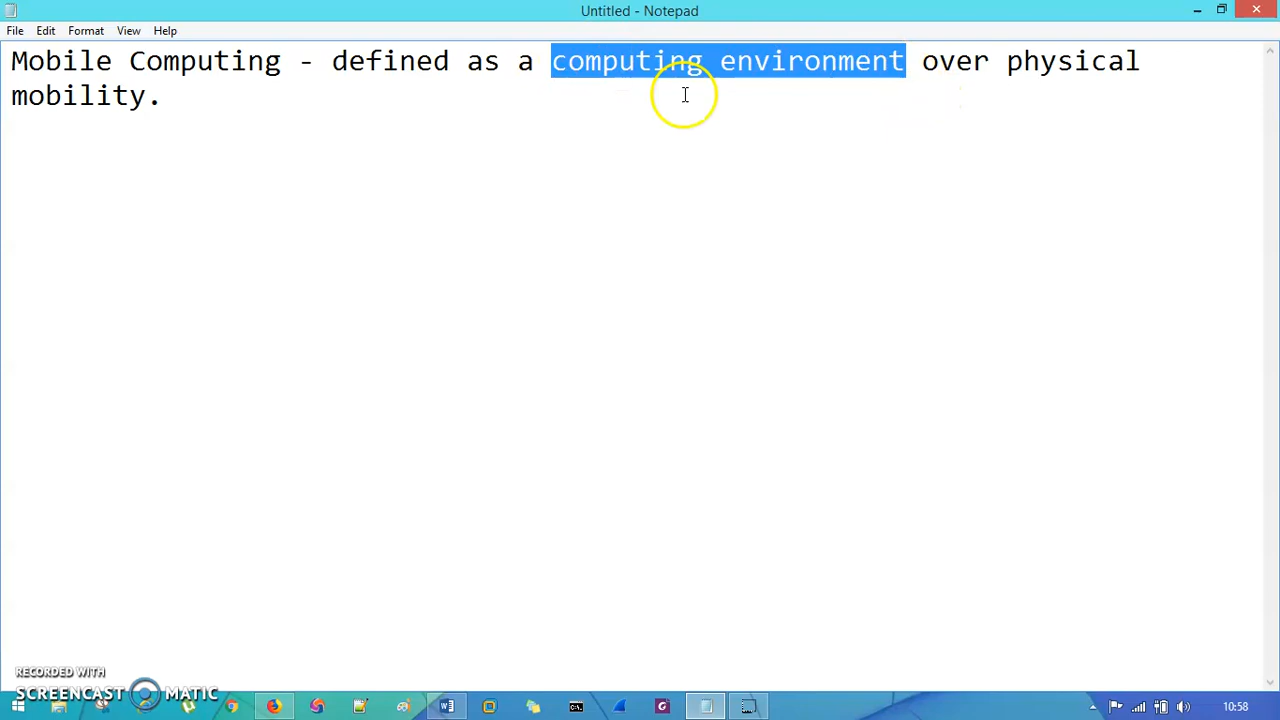 Untitled - Notepad
File Edit Format View Help
Mobile Computing - defined as a computing environment over physical
mobility.
RECORDED WITH
SCREENCAST MATIC
10:58